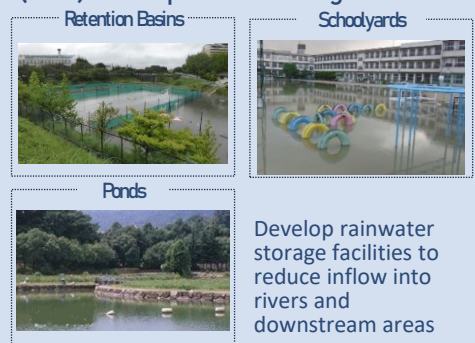 Retention Basins
Schoolyards
Ponds
Develop rainwater
storage facilities to
reduce inflow into
rivers and
downstream areas